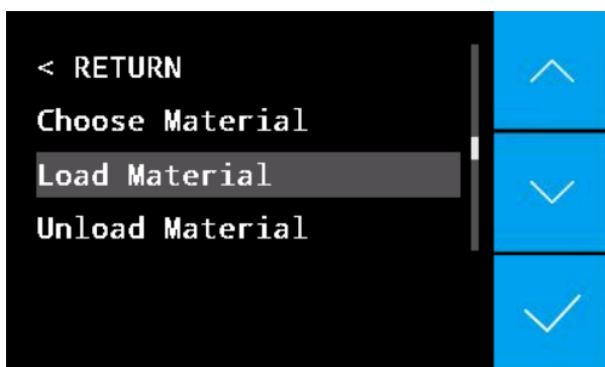 < RETURN
Choose Material
Load Material
Unload Material